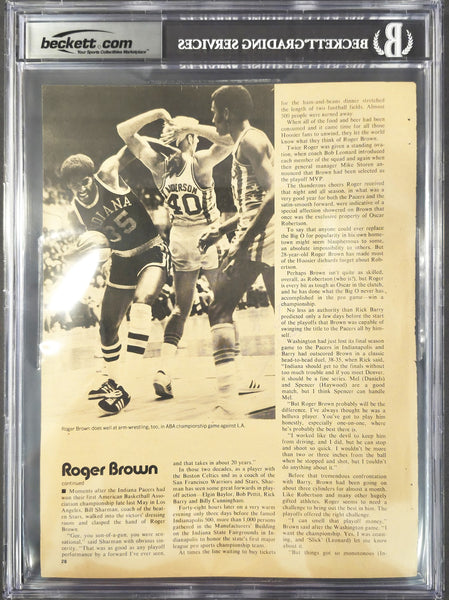 beckett.com
Your Sports Collectibles Marketplace
BECKETT GRADING SERVICES
B
NA
35
ANDERSON
40
Roger Brown does well at arm-wrestling, too, in ABA championship game against L.A.
Roger Brown
continued
■ Moments after the Indiana Pacers had
won their first American Basketball Asso-
ciation championship late last May in Los
Angeles, Bill Sharman, coach of the beat-
en Stars, walked into the victors' dressing
room and clasped the hand of Roger
Brown.
"Gee, you son-of-a-gun, you were sen-
sational," said Sharman with obvious sin-
cerity. "That was as good as any playoff
performance by a forward I've ever seen,
28
and that takes in about 20 years."
In those two decades, as a player with
the Boston Celtics and as a coach of the
San Francisco Warriors and Stars, Shar-
man has seen some great forwards in play-
off action—Elgin Baylor, Bob Pettit, Rick
Barry and Billy Cunningham.
Forty-eight hours later on a very warm
evening only three days before the famed
Indianapolis 500, more than 1,000 persons
gathered in the Manufacturers' Building
on the Indiana State Fairgrounds in In-
dianapolis to honor the state's first major
league pro sports championship team.
At times the line waiting to buy tickets
for the ham-and-beans dinner stretched
the length of two football fields. Almost
500 people were turned away.
When all of the food and beer had been
consumed and it came time for all those
Hoosier fans to unwind, they let the world
know what they think of Roger Brown.
Twice Roger was given a standing ova-
tion, when coach Bob Leonard introduced
each member of the squad and again when
then general manager Mike Storen an-
nounced that Brown had been selected as
the playoff MVP.
The thunderous cheers Roger received
that night and all season, in what was a
very good year for both the Pacers and the
seim-smooth forward, were indicative of a
special affection showered on Brown that
once was the exclusive property of Oscar
Robertson.
To say that anyone could ever replace
the Big O for popularity in his own home-
town might seem blasphemous to some,
an absolute impossibility to others. But
28-year-old Roger Brown has made most
of the Hoosier diehards forget about Rob-
ertson.
Perhaps Brown isn't quite as skilled,
overall, as Robertson (who is?), but Roger
is every bit as tough as Oscar in the clutch,
and he has done what the Big O never has
accomplished in the pro game—win a
championship.
No less an authority than Rick Barry
predicted only a few days before the start
of the playoffs that Brown was capable of
swinging the title to the Pacers all by him-
self.
Washington had just lost its final season
game to the Pacers in Indianapolis and
Barry had outscored Brown in a classic
head-to-head duel, 38-35, when Rick said,
"Indiana should get to the finals without
too much trouble and if you meet Denver,
it should be a fine series. Mel (Daniels)
and Spencer (Haywood) are a good
match, but I think Spencer can handle
Mel.
"But Roger Brown probably will be the
difference. I've always thought he was a
helluva player. You've got to play him
honestly, especially one-on-one, where
he's probably the best there is.
"I worked like the devil to keep him
from driving, and I did, but he can stop
and shoot so quick. I wouldn't be more
than two or three inches from the ball
when he stopped and shot, but I couldn't
do anything about it."
Before that tremendous confrontation
with Barry, Brown had been going on
about three cylinders for almost a month.
Like Robertson and many other hugely
gifted athletes, Roger seems to need a
challenge to bring out the best in him. The
playoffs offered the right challenge.
"I can smell that playoff money,"
Brown said after the Washington game. "I
want the championship. Yes, I was coast-
ing, and 'Slick' (Leonard) let me know
about it.
"But things got so monotonous (In-